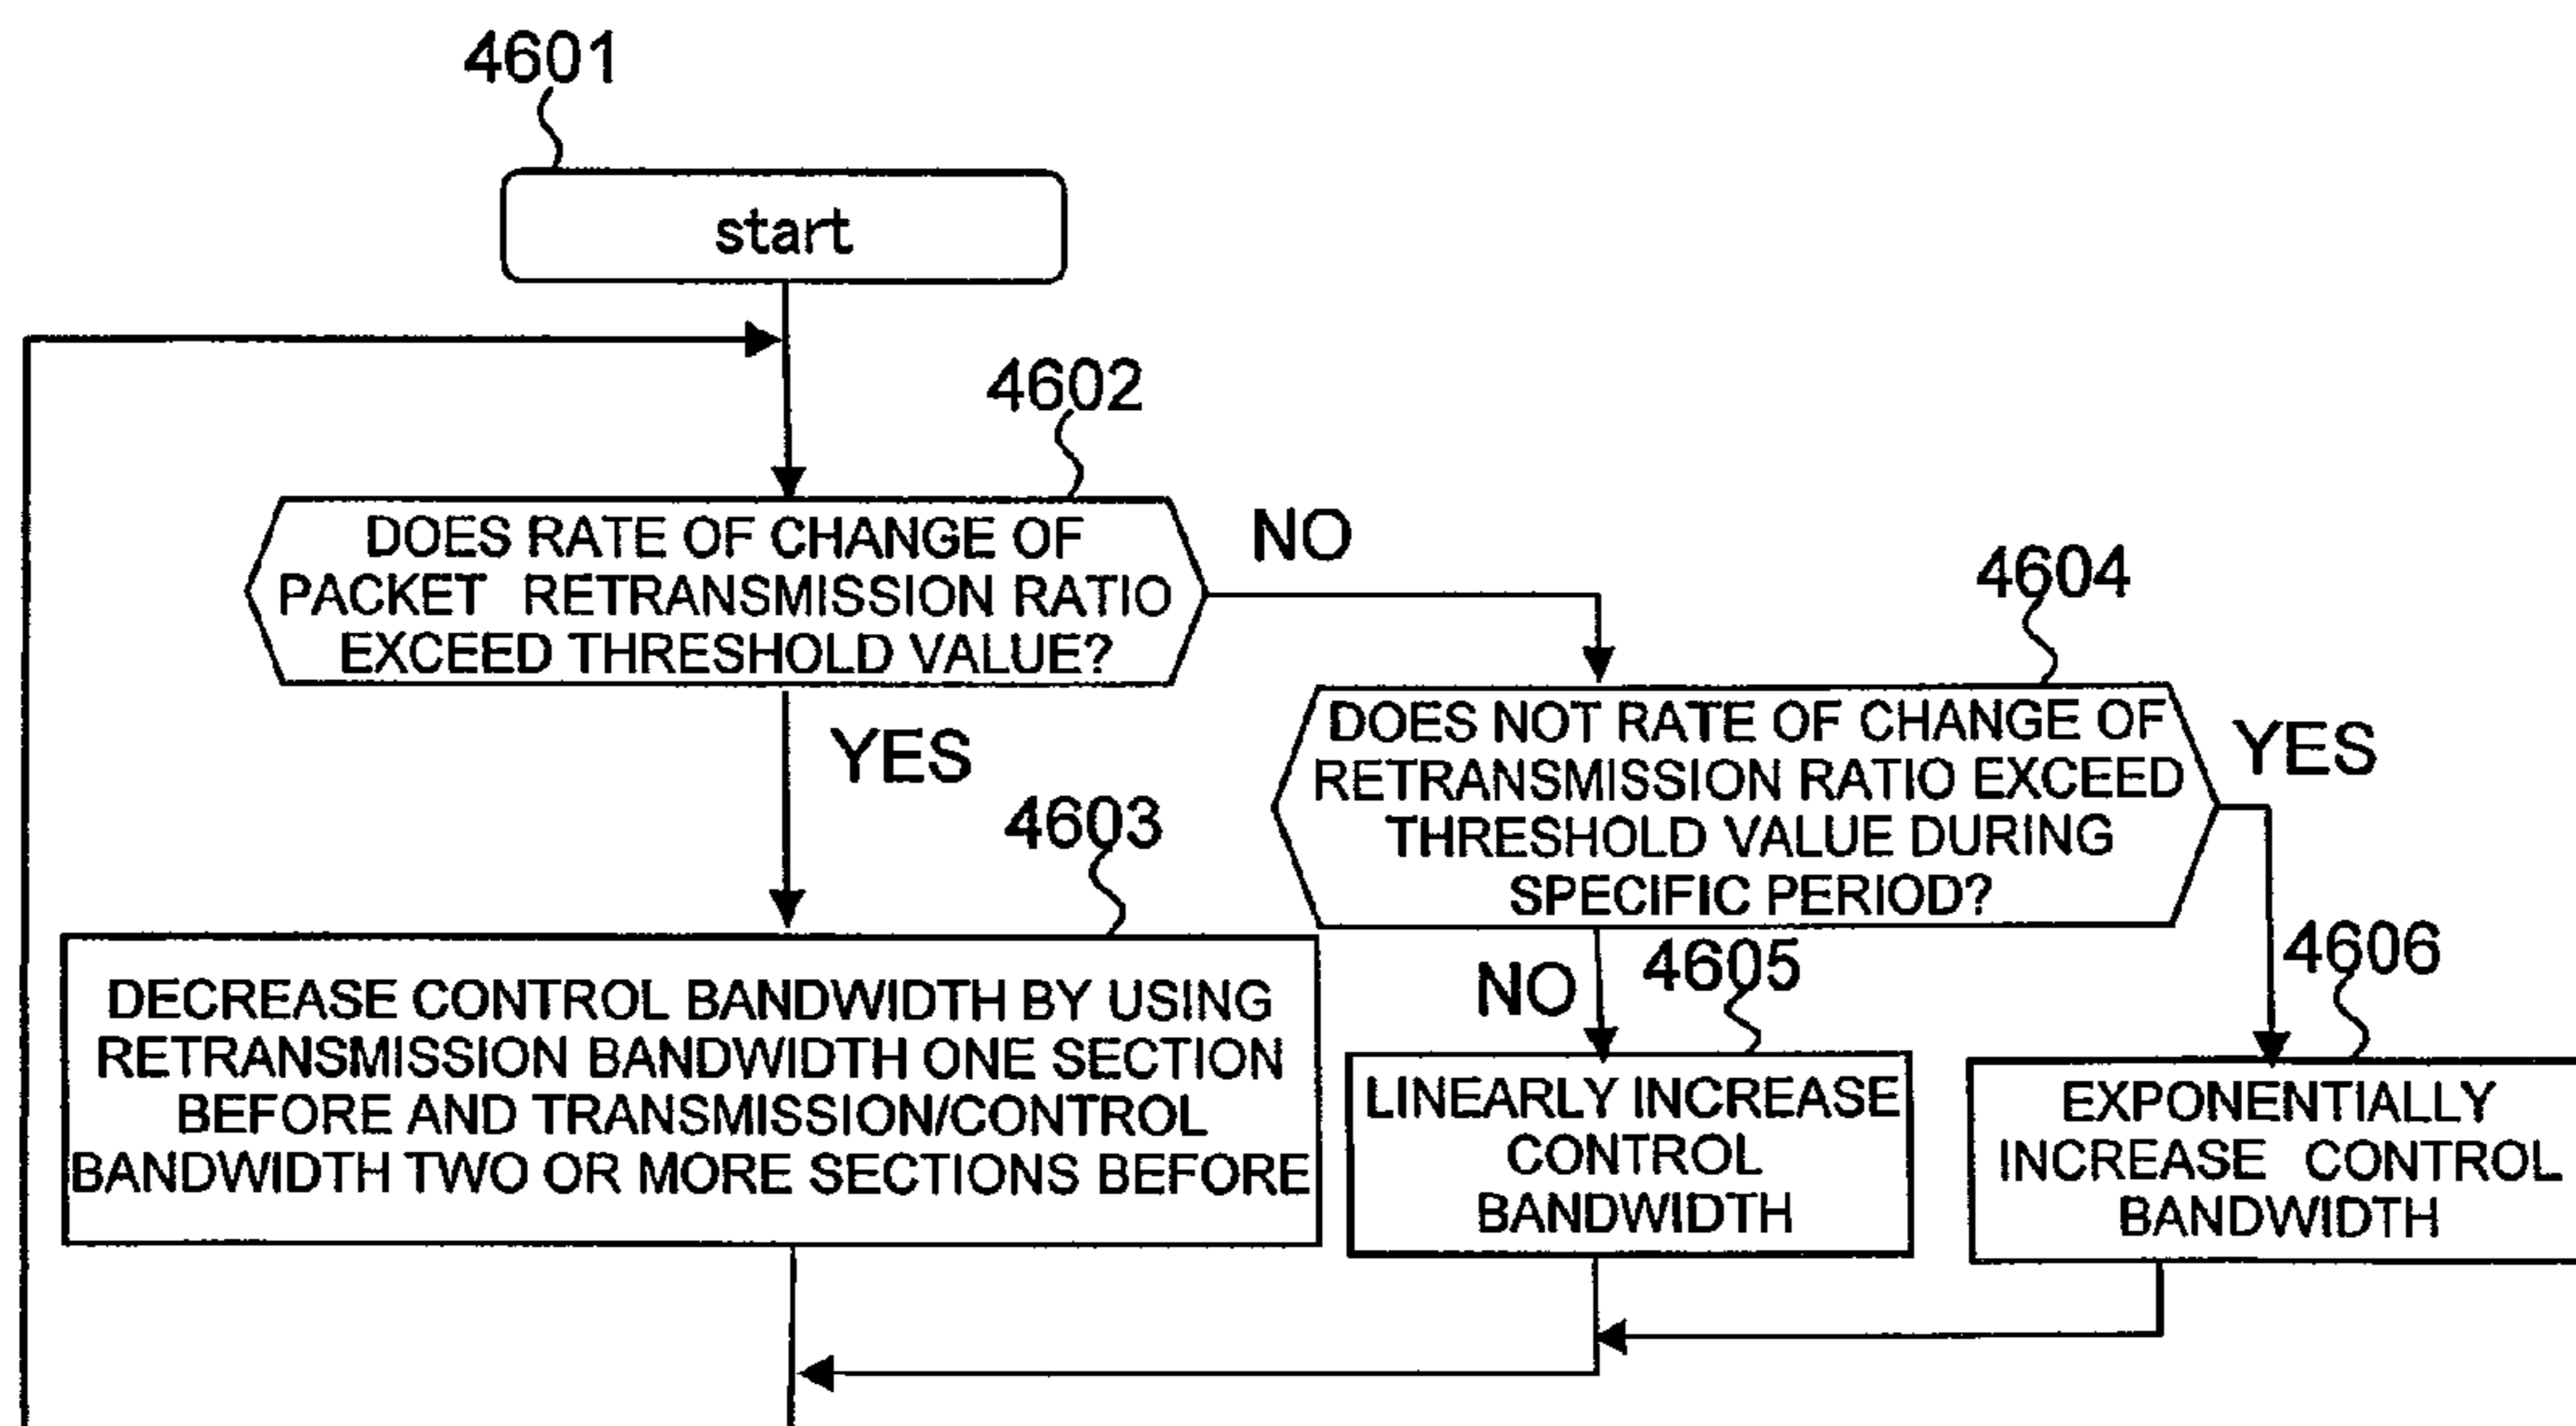 4601
start
4602
DOES RATE OF CHANGE OF
PACKET RETRANSMISSION RATIO
EXCEED THRESHOLD VALUE?
NO
YES
4604
DOES NOT RATE OF CHANGE OF
RETRANSMISSION RATIO EXCEED
THRESHOLD VALUE DURING
SPECIFIC PERIOD?
YES
NO
4603
DECREASE CONTROL BANDWIDTH BY USING
RETRANSMISSION BANDWIDTH ONE SECTION
BEFORE AND TRANSMISSION/CONTROL
BANDWIDTH TWO OR MORE SECTIONS BEFORE
4605
LINEARLY INCREASE
CONTROL
BANDWIDTH
4606
EXPONENTIALLY
INCREASE CONTROL
BANDWIDTH